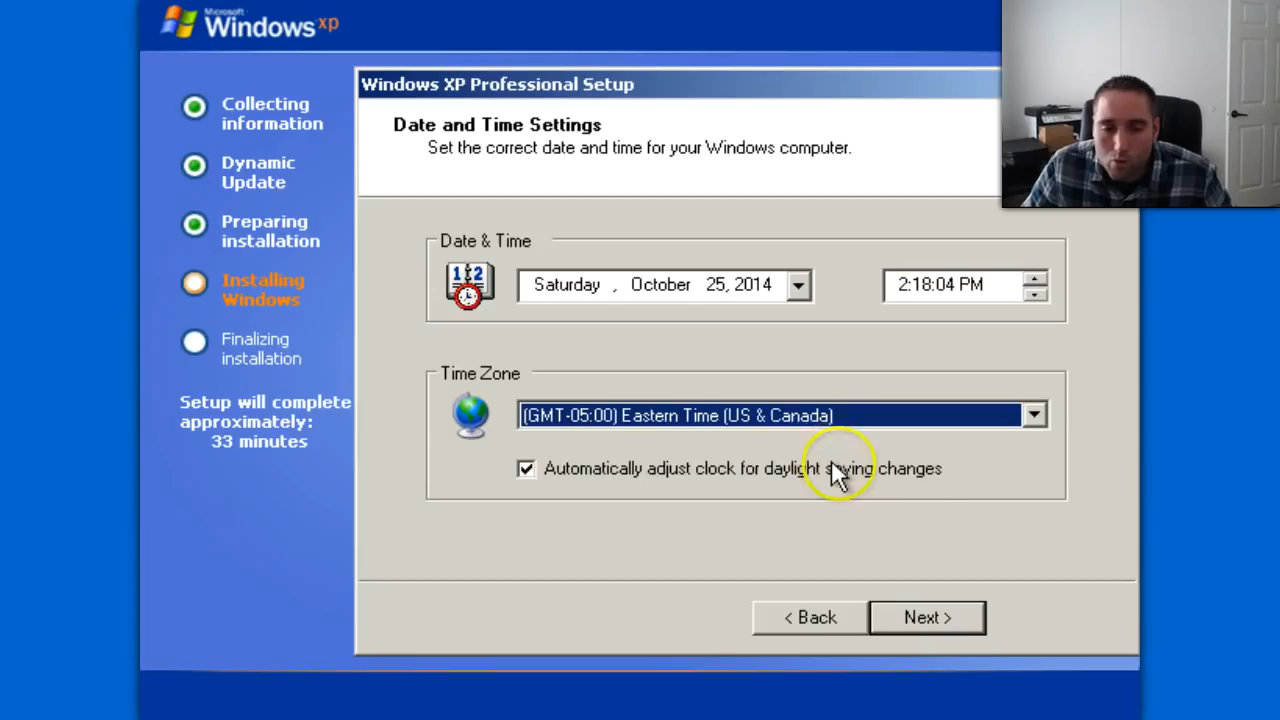 Microsoft
Windows xp
Windows XP Professional Setup
Collecting
information
Dynamic
Update
Preparing
installation
Installing
Windows
Finalizing
installation
Setup will complete
approximately:
33 minutes
Date and Time Settings
Set the correct date and time for your Windows computer.
Date & Time
12
Saturday , October 25, 2014
2:18:04 PM
Time Zone
(GMT-05:00) Eastern Time (US & Canada)
Automatically adjust clock for daylight saving changes
< Back
Next >